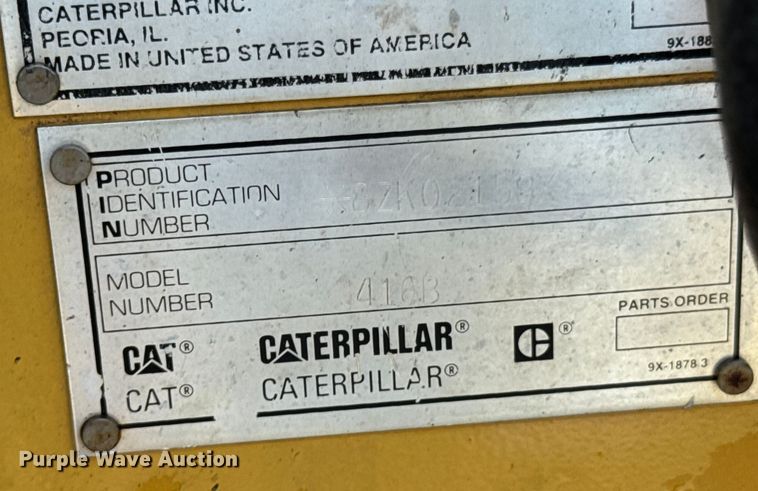 CATERPILLAR INC.
PEORIA, IL.
MADE IN UNITED STATES OF AMERICA
9X-188
PRODUCT
IDENTIFICATION
NUMBER
MODEL
NUMBER
416B
PARTS ORDER
CAT® CATERPILLAR® ®
CAT® CATERPILLAR®
9X-1878 3
Purple Wave Auction